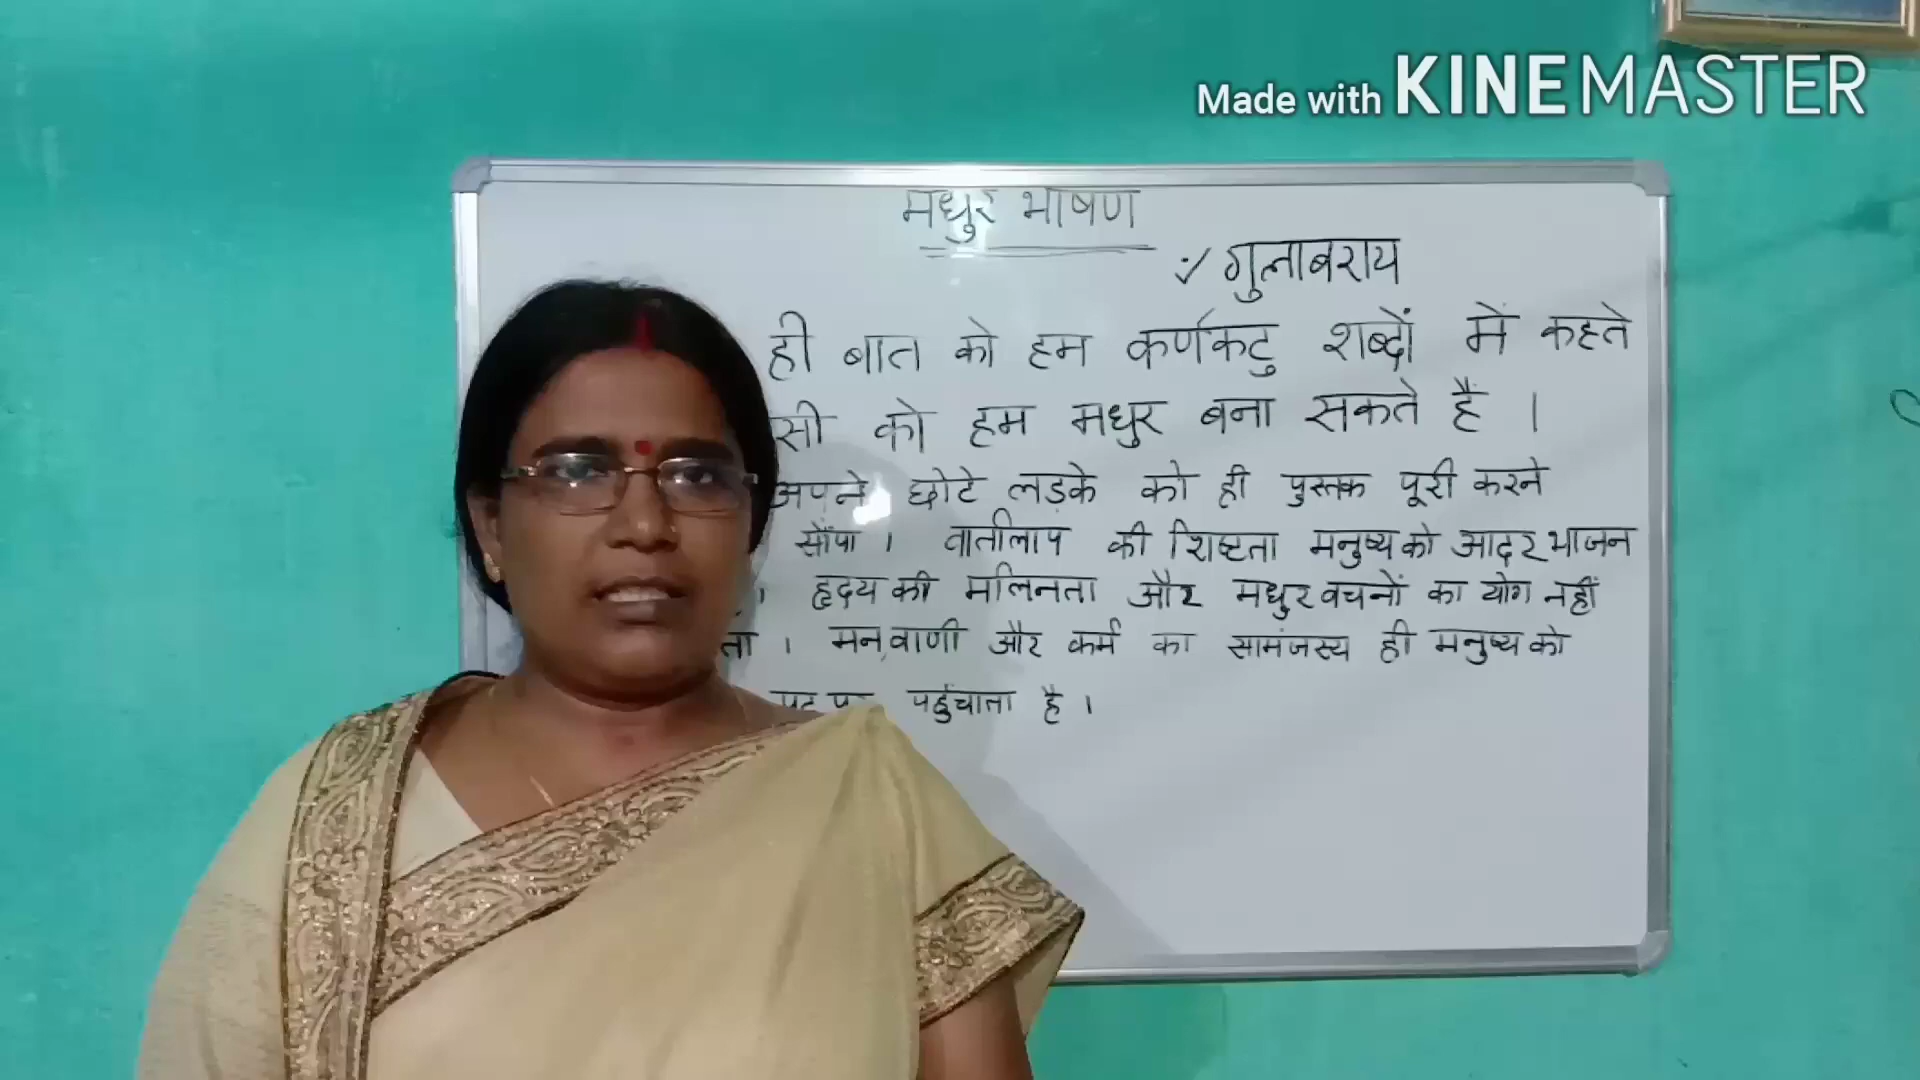 Made with KINEMASTER
मधुर भाषण
:✓ गुलाबराय
ही बात को हम कर्णकटु शब्दों में कहते
सी को हम मधुर बना सकते हैं ।
अपने छोटे लड़के को ही पुस्तक पूरी करने
सौंपा । वार्तालाप की शिष्टता मनुष्य को आदर भाजन
। हृदय की मलिनता और मधुर वचनों का योग नहीं
। मन, वाणी और कर्म का सामंजस्य ही मनुष्य को
पहुंचाता है ।